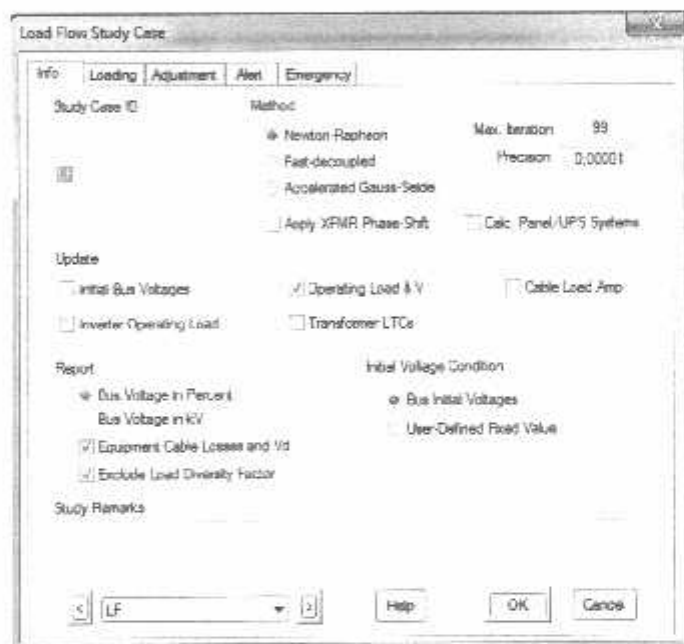 Load Flow Study Case
Info Loading Adjustment Alert Emergency
Study Case ID
Method
Newton-Raphson
Fast-decoupled
Accelerated Gauss-Seidel
Max. Iteration 99
Precision 0,00001
Apply XFMR Phase-Shift
Calc. Panel/UPS Systems
Update
Initial Bus Voltages
Operating Load & V
Cable Load Amp
Inverter Operating Load
Transformer LTCs
Report
Bus Voltage in Percent
Bus Voltage in kV
Equipment Cable Losses and Vd
Exclude Load Diversity Factor
Initial Voltage Condition
Bus Initial Voltages
User-Defined Fixed Value
Study Remarks
< LF > Help OK Cancel